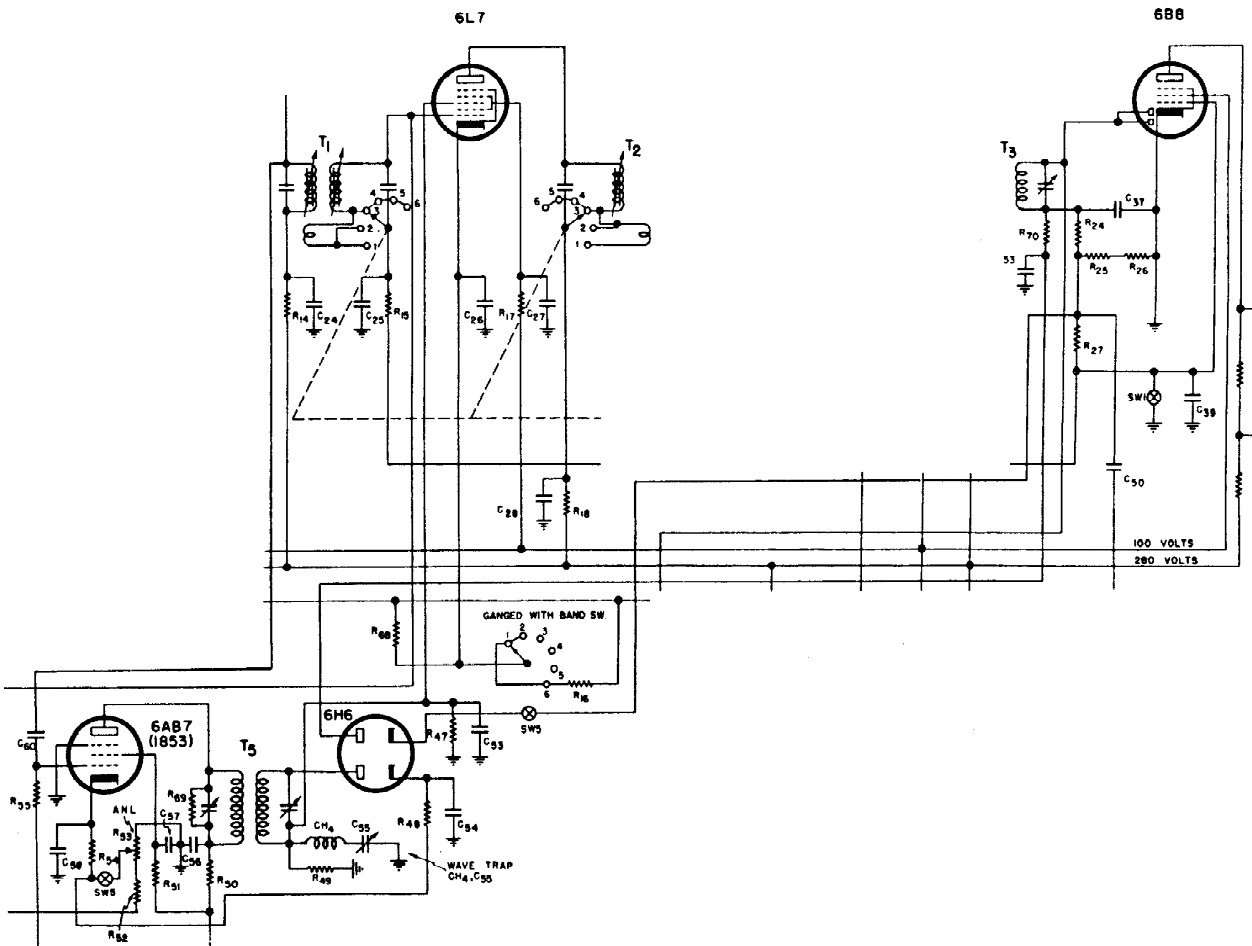 6L7
6B8
T1
T2
T3
4
5
6
3
2
1
5
4
6
3
2
1
C37
R70
R24
53
R25
R26
R14
C24
C25
R15
C26
R17
C27
R27
SW1
C39
C28
R18
C50
100 VOLTS
280 VOLTS
R68
GANGED WITH BAND SW.
1
2
3
4
5
6
R16
C60
6AB7
(1853)
T5
6H6
R47
C53
SW5
R55
R69
ANL
C57
R53
CH4
C55
R48
C54
R54
C56
SW5
R51
R50
R49
WAVE TRAP
CH4, C55
R52